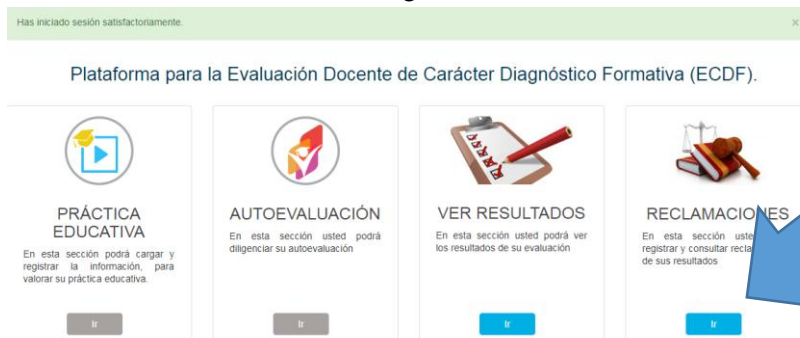 Has iniciado sesión satisfactoriamente.
×
Plataforma para la Evaluación Docente de Carácter Diagnóstico Formativa (ECDF).
PRÁCTICA
EDUCATIVA
En esta sección podrá cargar y
registrar la información, para
valorar su práctica educativa.
Ir
AUTOEVALUACIÓN
En esta sección usted podrá
diligenciar su autoevaluación
Ir
VER RESULTADOS
En esta sección usted podrá ver
los resultados de su evaluación
Ir
RECLAMACIONES
En esta sección
registrar y consultar
de sus resultados
Ir